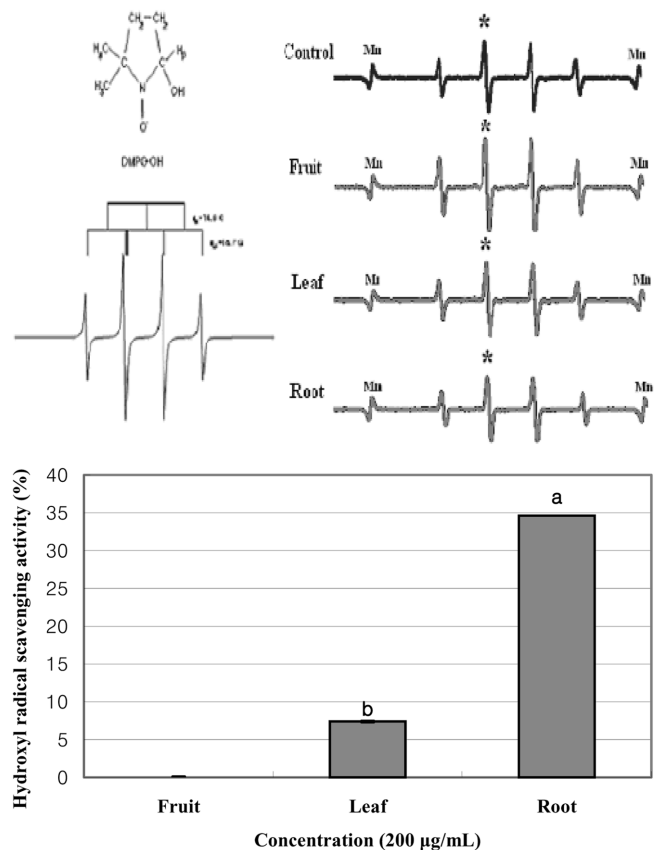 CH₂—CH₂
H₃C
C
C
Hβ
H₃C
N
OH
O
DMPO-OH
Control
Mn
*
Mn
Fruit
Mn
*
Mn
Leaf
*
Mn
Root
Mn
*
Mn
Hydroxyl radical scavenging activity (%)
40
35
30
25
20
15
10
5
0
b
a
Fruit
Leaf
Root
Concentration (200 µg/mL)